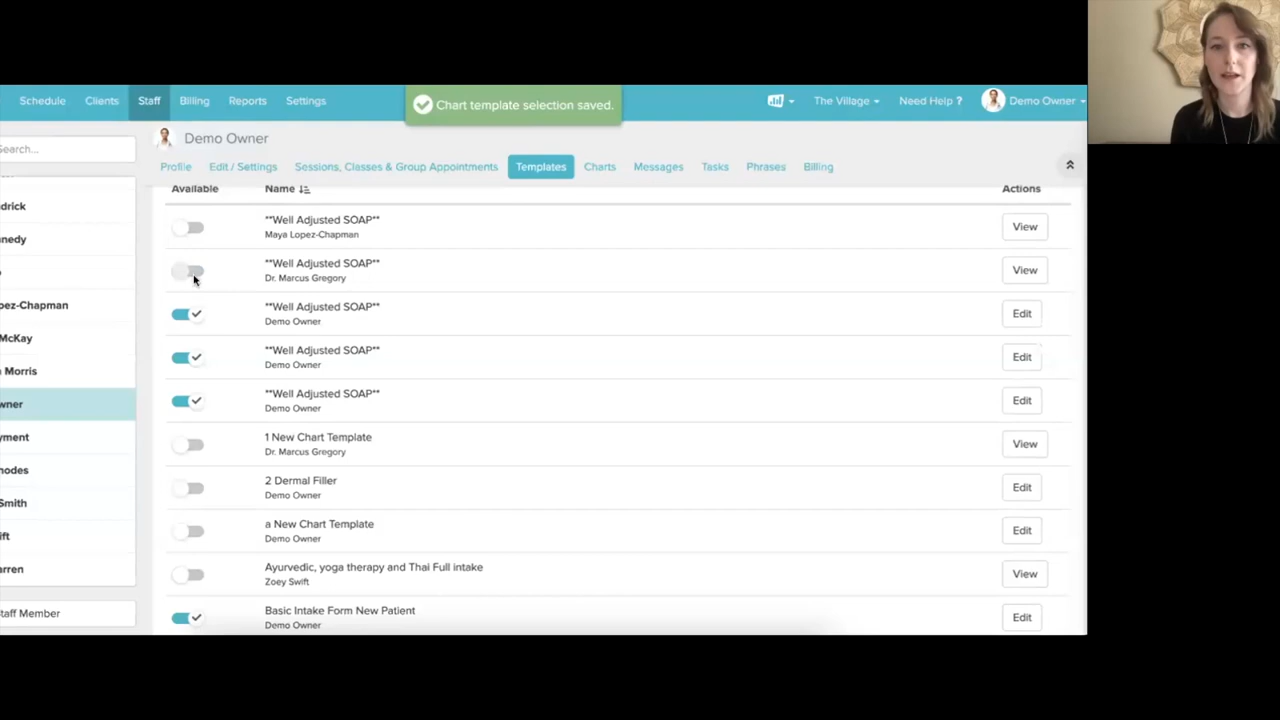 Schedule Clients Staff Billing Reports Settings
Chart template selection saved.
The Village Need Help ? Demo Owner
Search...
Demo Owner
Profile Edit / Settings Sessions, Classes & Group Appointments Templates Charts Messages Tasks Phrases Billing
Available Name Actions
drick
nedy
pez-Chapman
McKay
Morris
wner
yment
hodes
Smith
ift
arren
taff Member
**Well Adjusted SOAP**
Maya Lopez-Chapman
View
**Well Adjusted SOAP**
Dr. Marcus Gregory
View
**Well Adjusted SOAP**
Demo Owner
Edit
**Well Adjusted SOAP**
Demo Owner
Edit
**Well Adjusted SOAP**
Demo Owner
Edit
1 New Chart Template
Dr. Marcus Gregory
View
2 Dermal Filler
Demo Owner
Edit
a New Chart Template
Demo Owner
Edit
Ayurvedic, yoga therapy and Thai Full intake
Zoey Swift
View
Basic Intake Form New Patient
Demo Owner
Edit